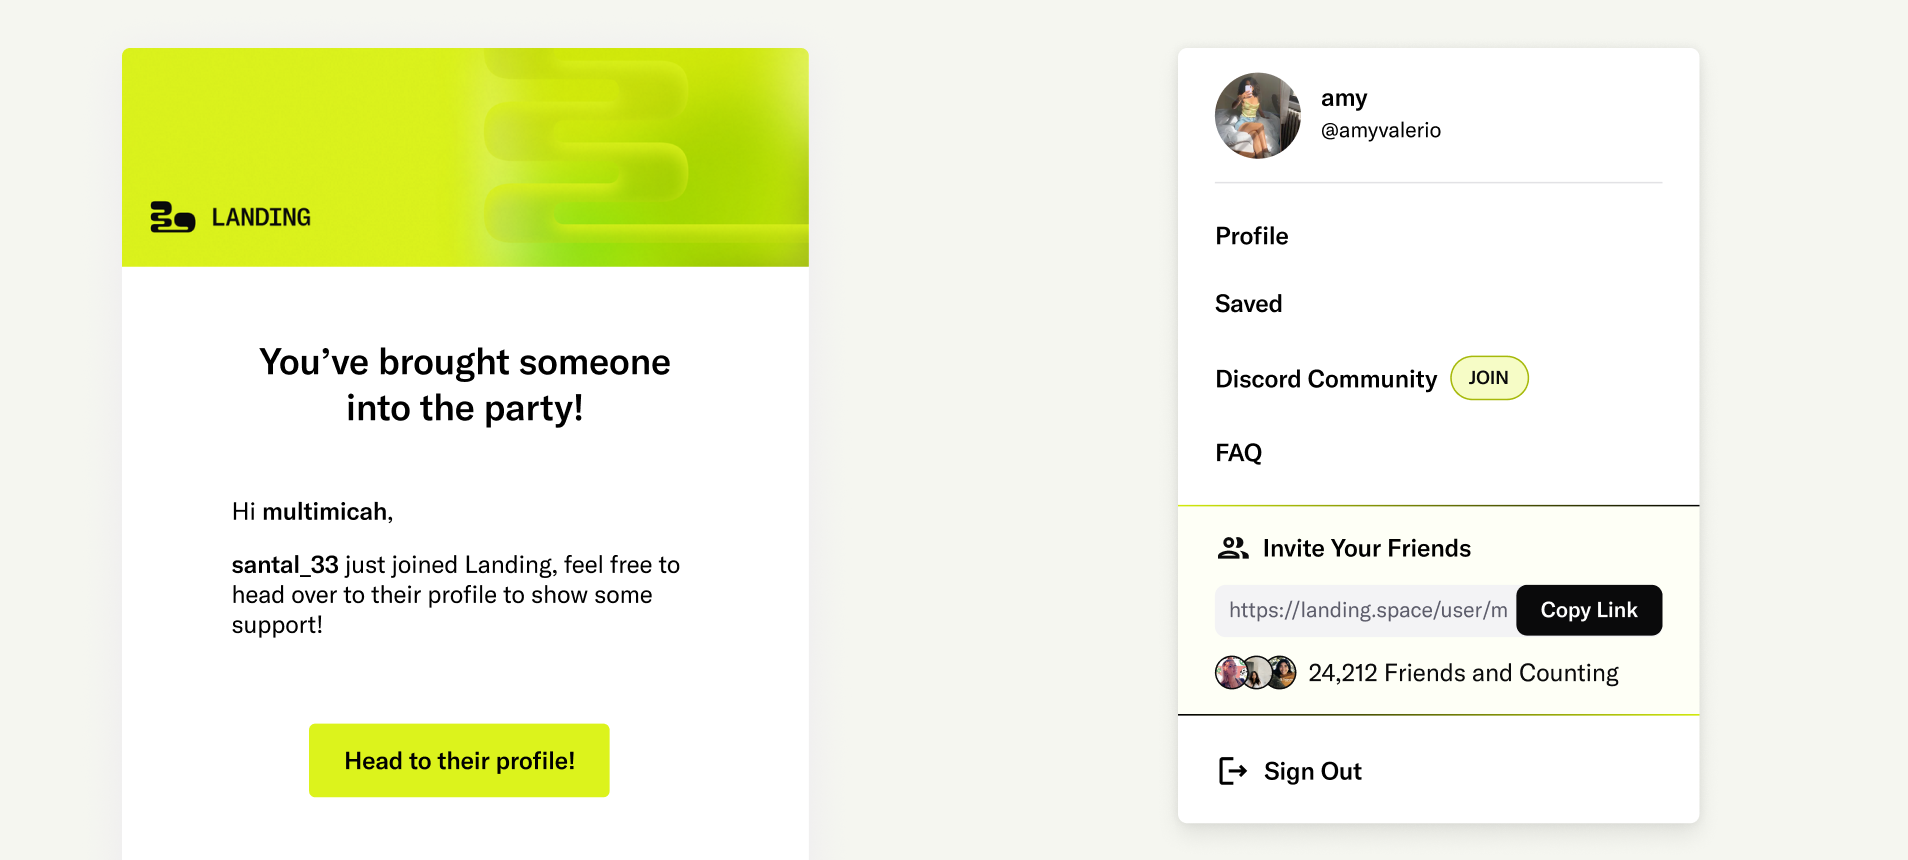 LANDING
You’ve brought someone
into the party!
Hi multimicah,
santal_33 just joined Landing, feel free to
head over to their profile to show some
support!
Head to their profile!
amy
@amyvalerio
Profile
Saved
Discord Community JOIN
FAQ
Invite Your Friends
https://landing.space/user/m Copy Link
24,212 Friends and Counting
Sign Out